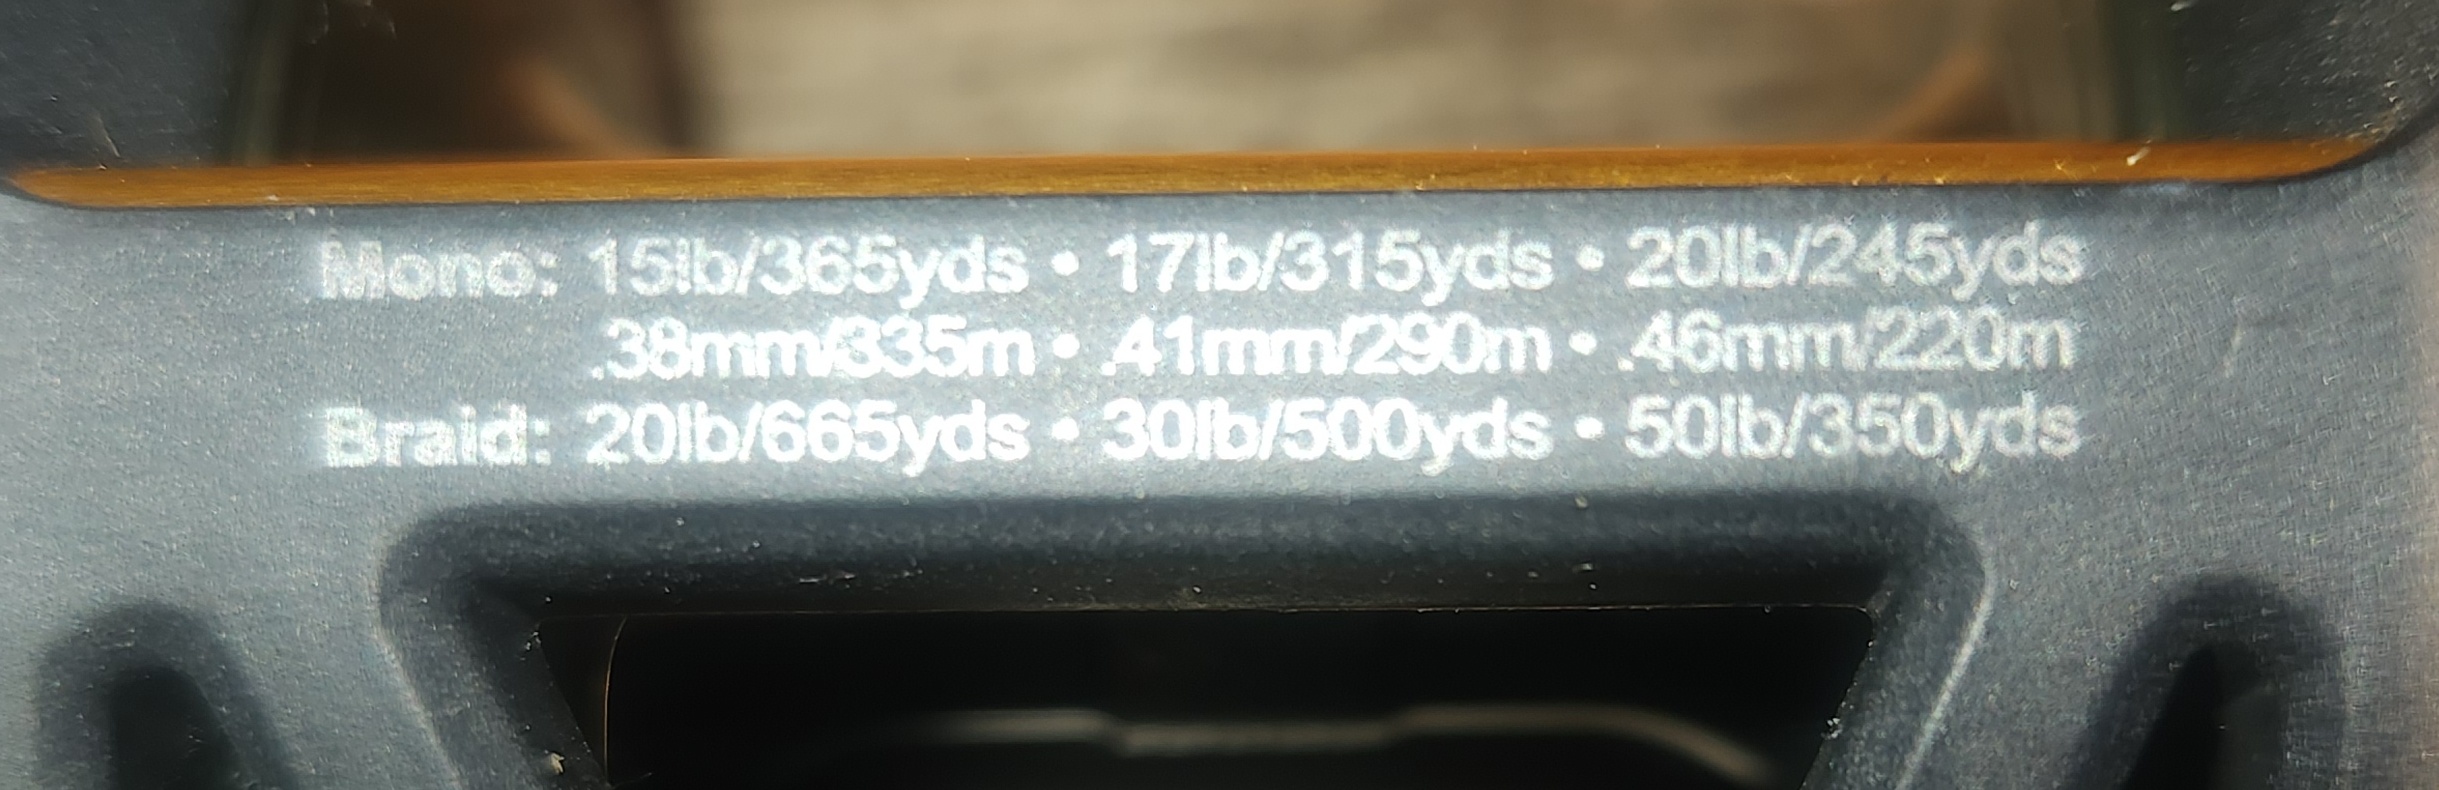 Mono: 15lb/365yds • 17lb/315yds • 20lb/245yds
.38mm/335m • .41mm/290m • .46mm/220m
Braid: 20lb/665yds • 30lb/500yds • 50lb/350yds